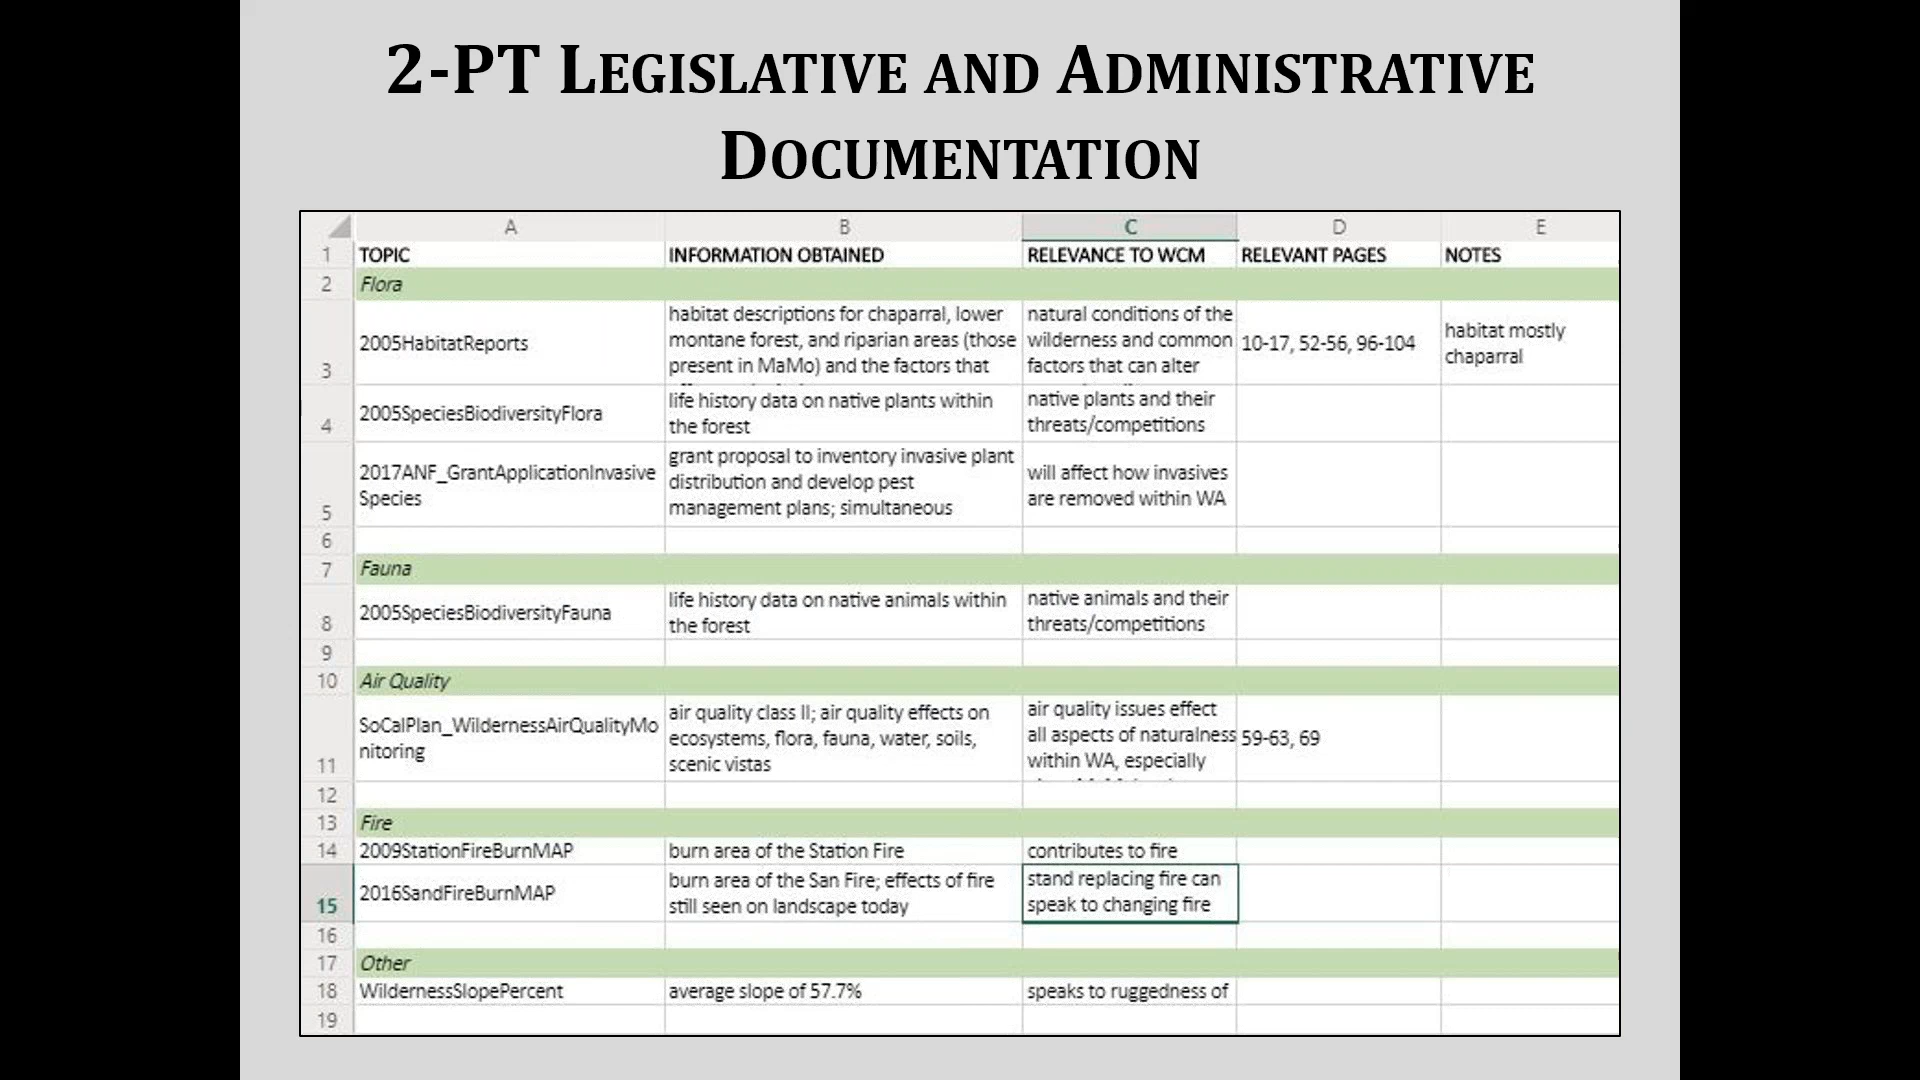 2-PT LEGISLATIVE AND ADMINISTRATIVE
DOCUMENTATION
A B C D E
1 TOPIC INFORMATION OBTAINED RELEVANCE TO WCM RELEVANT PAGES NOTES
2 Flora
3
2005HabitatReports
habitat descriptions for chaparral, lower
montane forest, and riparian areas (those
present in MaMo) and the factors that
natural conditions of the
wilderness and common
factors that can alter
10-17, 52-56, 96-104
habitat mostly
chaparral
4
2005SpeciesBiodiversityFlora
life history data on native plants within
the forest
native plants and their
threats/competitions
5
2017ANF_GrantApplicationInvasive
Species
grant proposal to inventory invasive plant
distribution and develop pest
management plans; simultaneous
will affect how invasives
are removed within WA
6
7 Fauna
8
2005SpeciesBiodiversityFauna
life history data on native animals within
the forest
native animals and their
threats/competitions
9
10 Air Quality
11
SoCalPlan_WildernessAirQualityMo
nitoring
air quality class II; air quality effects on
ecosystems, flora, fauna, water, soils,
scenic vistas
air quality issues effect
all aspects of naturalness
within WA, especially
59-63, 69
12
13 Fire
14 2009StationFireBurnMAP burn area of the Station Fire contributes to fire
15
2016SandFireBurnMAP
burn area of the San Fire; effects of fire
still seen on landscape today
stand replacing fire can
speak to changing fire
16
17 Other
18 WildernessSlopePercent average slope of 57.7% speaks to ruggedness of
19